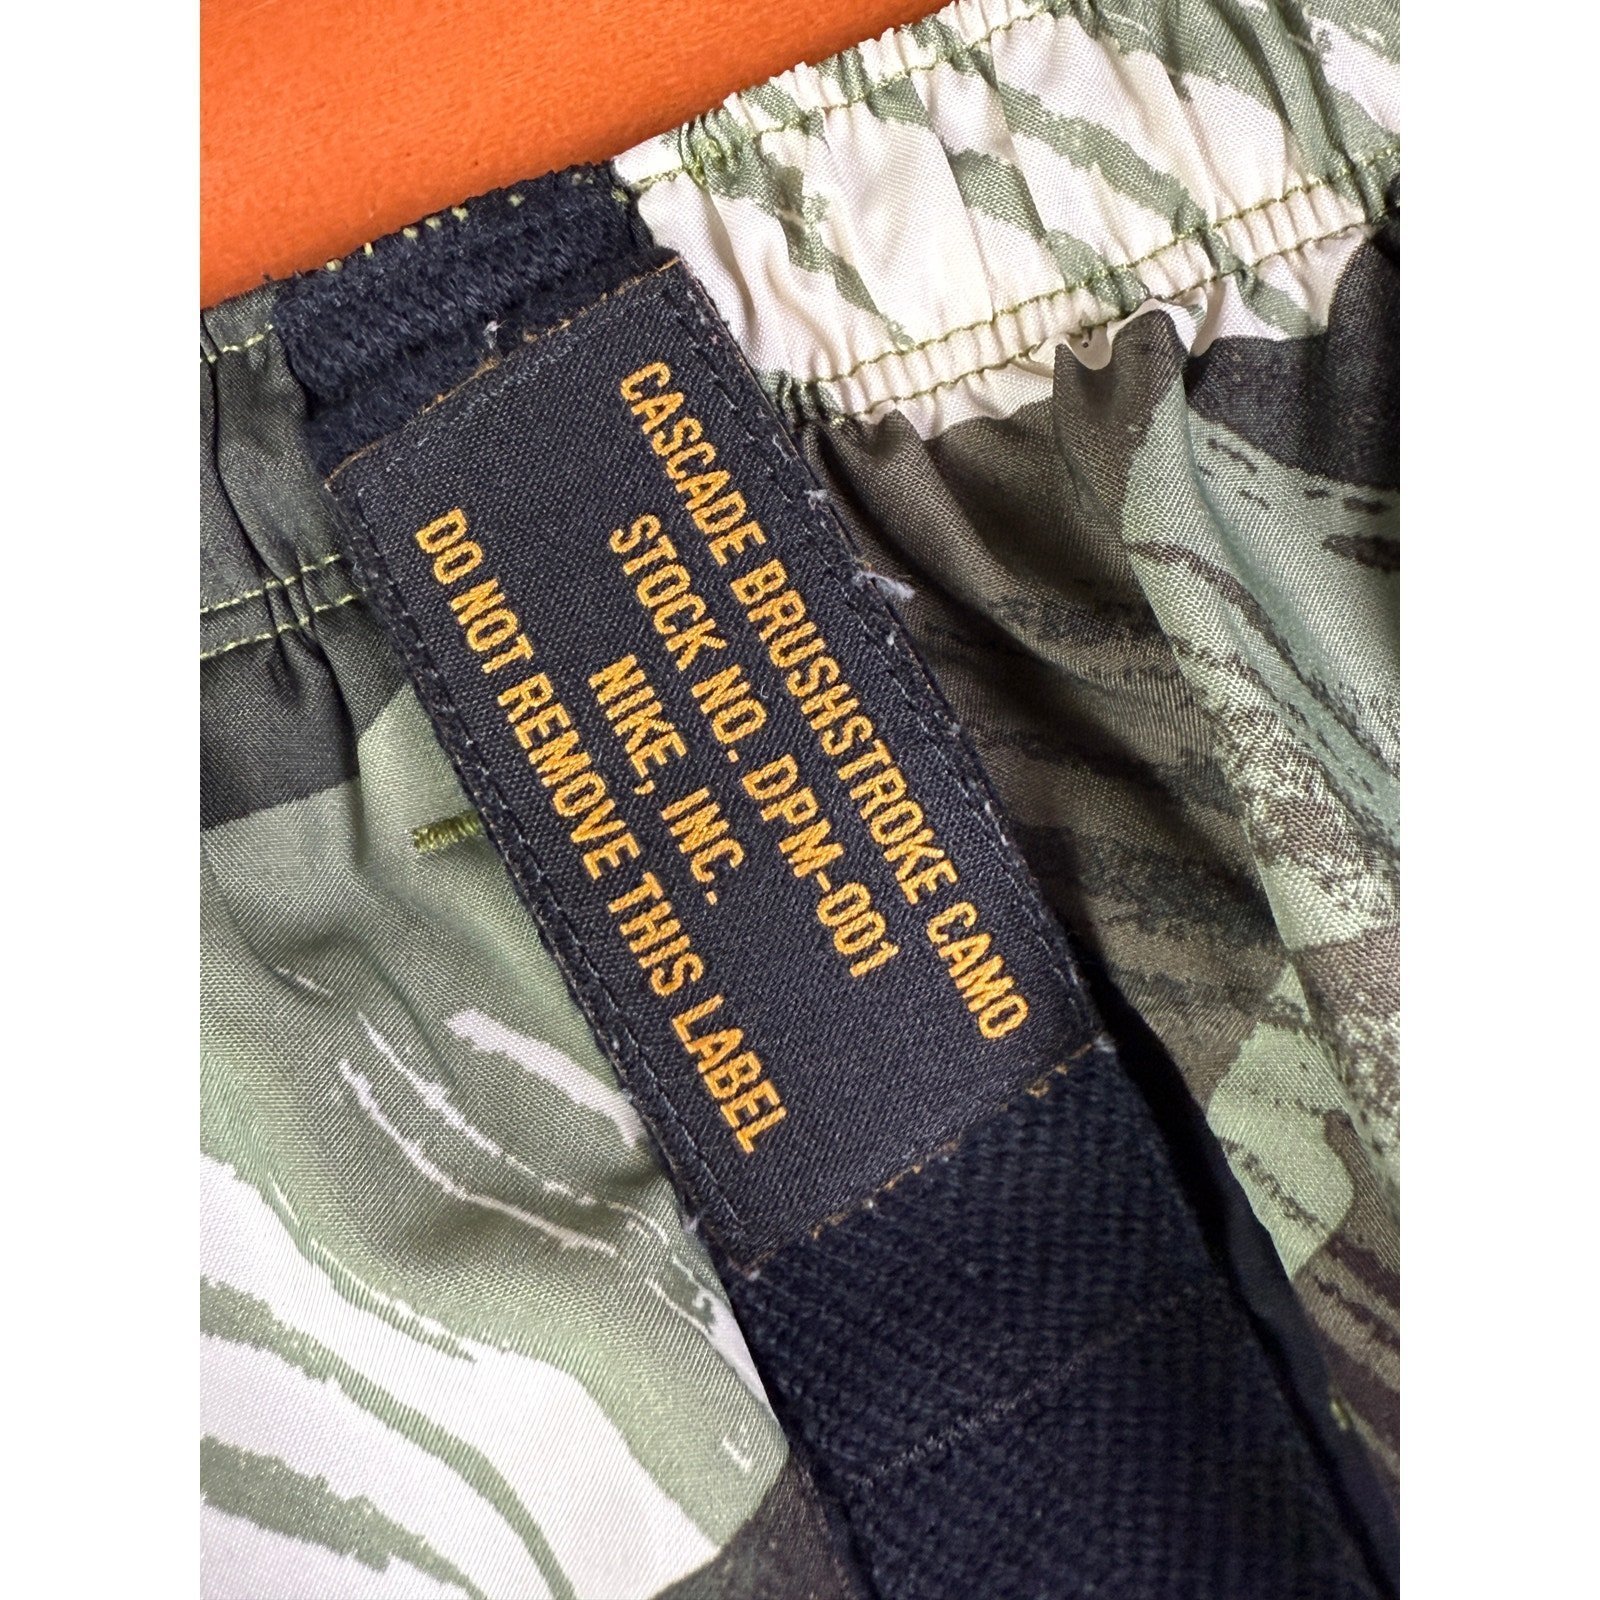 CASCADE BRUSHSTROKE CAMO
STOCK NO. DPM-001
NIKE, INC.
DO NOT REMOVE THIS LABEL